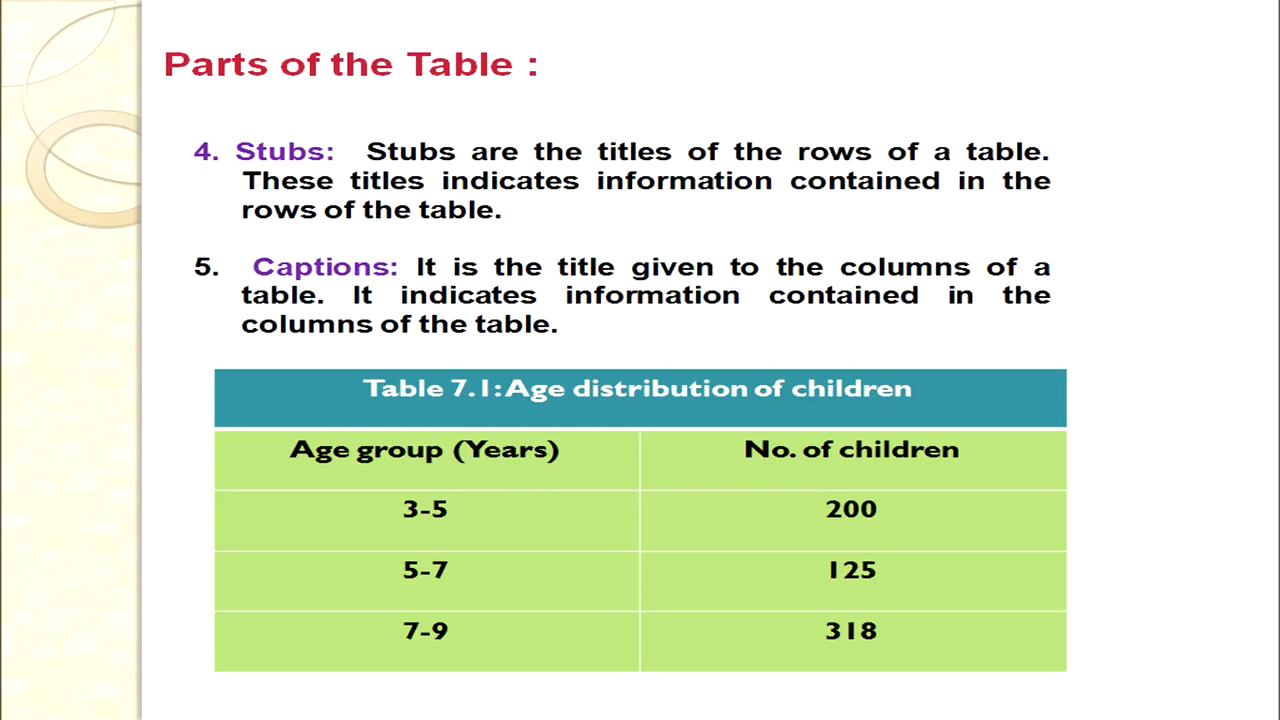 Parts of the Table :
4. Stubs: Stubs are the titles of the rows of a table.
These titles indicates information contained in the
rows of the table.
5. Captions: It is the title given to the columns of a
table. It indicates information contained in the
columns of the table.
Table 7.1: Age distribution of children
Age group (Years) No. of children
3-5 200
5-7 125
7-9 318